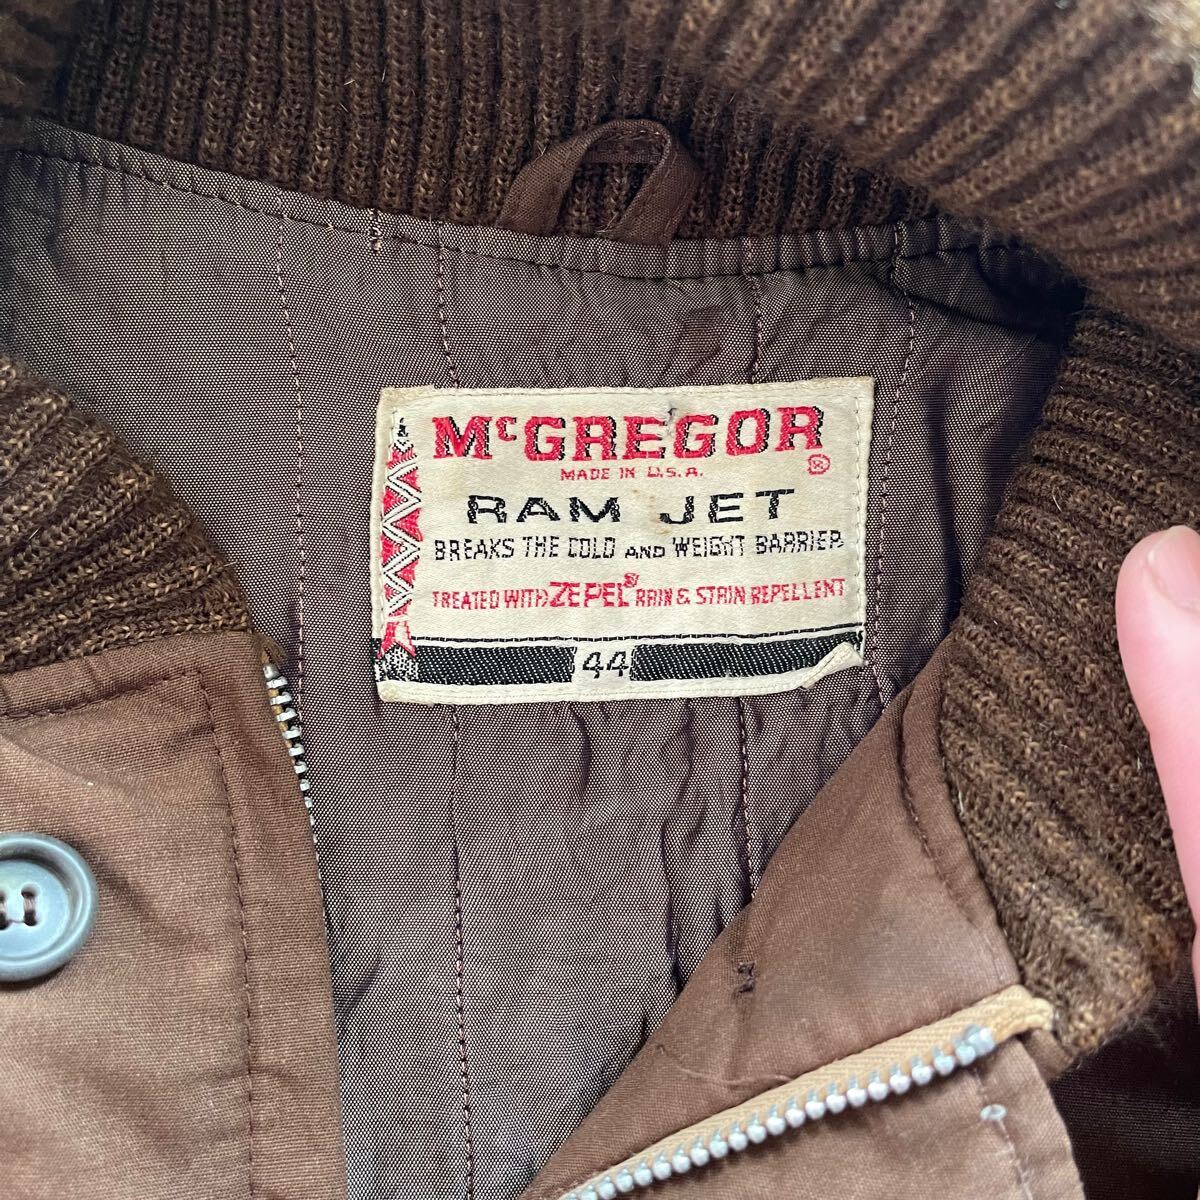 McGREGOR ®
MADE IN U.S.A.
RAM JET
BREAKS THE COLD AND WEIGHT BARRIER
TREATED WITH ZEPEL® RAIN & STAIN REPELLENT
44